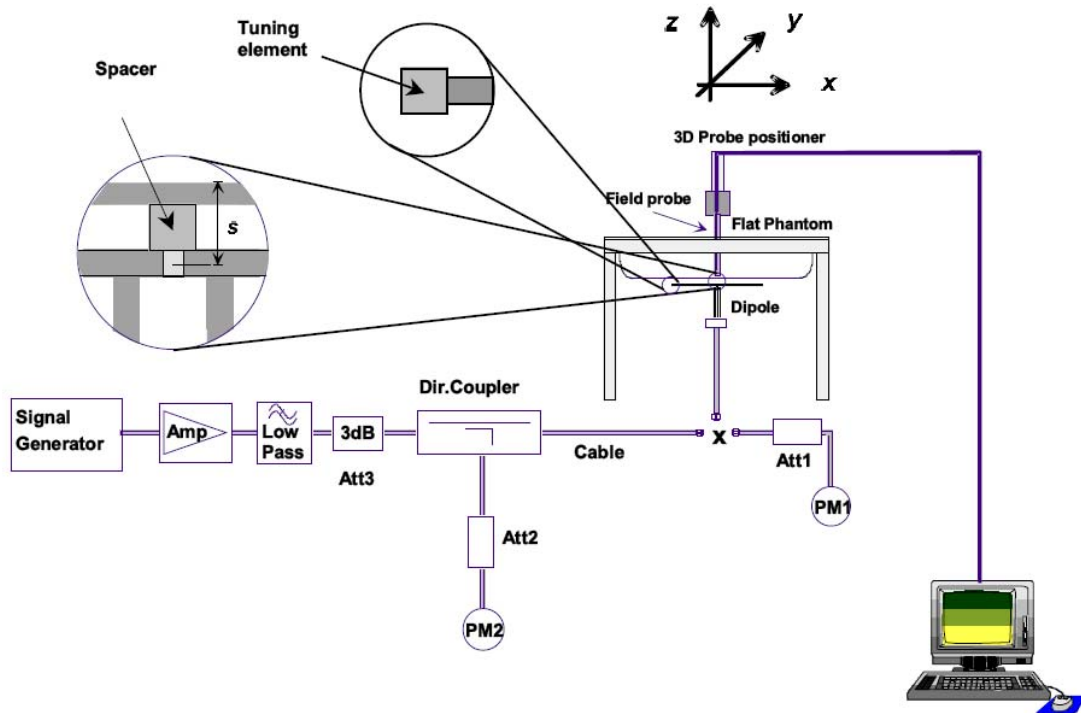 Tuning
element
Spacer
s
z
y
x
3D Probe positioner
Field probe
Flat Phantom
Dipole
Signal
Generator
Amp
Low
Pass
3dB
Att3
Dir.Coupler
Cable
x
Att1
PM1
Att2
PM2